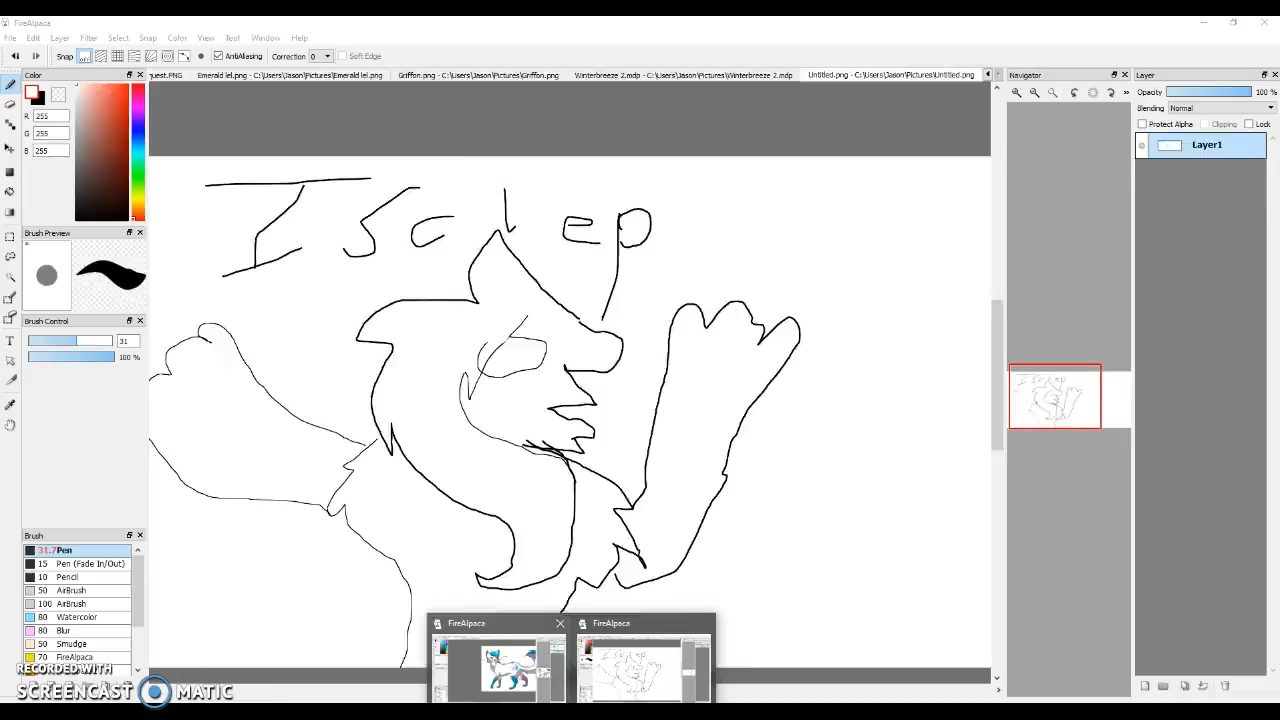 FireAlpaca
File Edit Layer Filter Select Snap Color View Tool Window Help
Snap off AntiAliasing Correction 0 Soft Edge
Color
quest.PNG
Emerald lel.png - C:\Users\Jason\Pictures\Emerald lel.png
Griffon.png - C:\Users\Jason\Pictures\Griffon.png
Winterbreeze 2.mdp - C:\Users\Jason\Pictures\Winterbreeze 2.mdp
Untitled.png - C:\Users\Jason\Pictures\Untitled.png
Navigator
Layer
Opacity 100 %
Blending Normal
Protect Alpha Clipping Lock
Layer1
R 255
G 255
B 255
Brush Preview
Brush Control
31
100 %
Brush
31.7 Pen
15 Pen (Fade In/Out)
10 Pencil
50 AirBrush
100 AirBrush
80 Watercolor
80 Blur
50 Smudge
70 FireAlpaca
I Sclep
FireAlpaca
FireAlpaca
RECORDED WITH
SCREENCAST MATIC